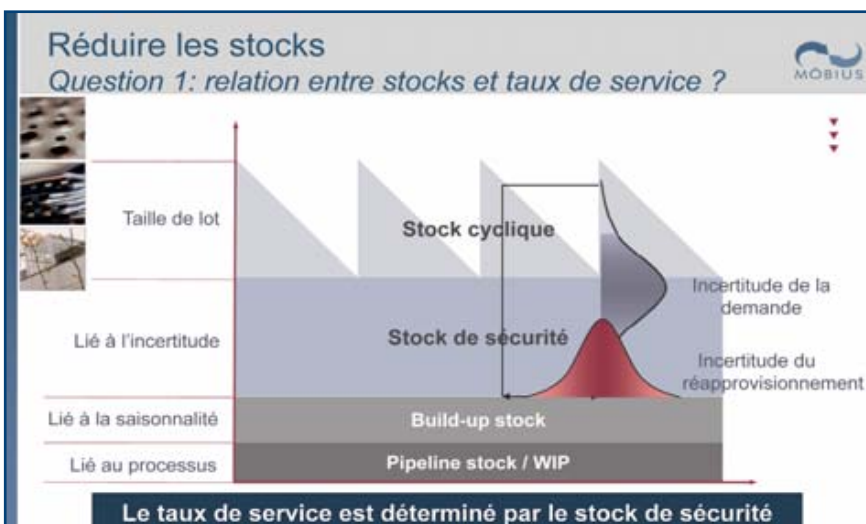 Réduire les stocks
Question 1: relation entre stocks et taux de service ?
MÖBIUS
Taille de lot
Stock cyclique
Incertitude de la
demande
Lié à l'incertitude
Stock de sécurité
Incertitude du
réapprovisionnement
Lié à la saisonnalité
Build-up stock
Lié au processus
Pipeline stock / WIP
Le taux de service est déterminé par le stock de sécurité